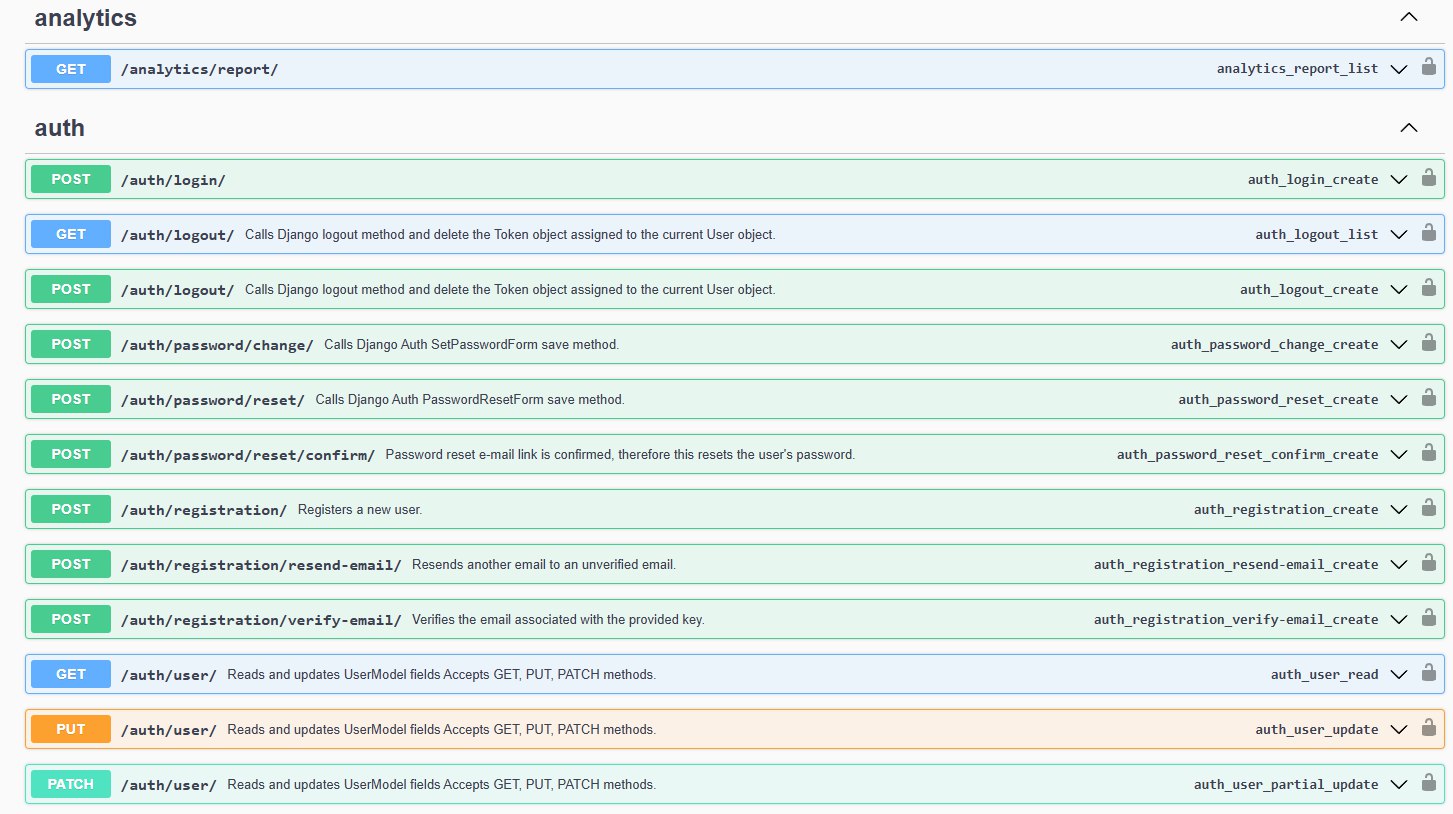 analytics
GET /analytics/report/ analytics_report_list
auth
POST /auth/login/ auth_login_create
GET /auth/logout/ Calls Django logout method and delete the Token object assigned to the current User object. auth_logout_list
POST /auth/logout/ Calls Django logout method and delete the Token object assigned to the current User object. auth_logout_create
POST /auth/password/change/ Calls Django Auth SetPasswordForm save method. auth_password_change_create
POST /auth/password/reset/ Calls Django Auth PasswordResetForm save method. auth_password_reset_create
POST /auth/password/reset/confirm/ Password reset e-mail link is confirmed, therefore this resets the user's password. auth_password_reset_confirm_create
POST /auth/registration/ Registers a new user. auth_registration_create
POST /auth/registration/resend-email/ Resends another email to an unverified email. auth_registration_resend-email_create
POST /auth/registration/verify-email/ Verifies the email associated with the provided key. auth_registration_verify-email_create
GET /auth/user/ Reads and updates UserModel fields Accepts GET, PUT, PATCH methods. auth_user_read
PUT /auth/user/ Reads and updates UserModel fields Accepts GET, PUT, PATCH methods. auth_user_update
PATCH /auth/user/ Reads and updates UserModel fields Accepts GET, PUT, PATCH methods. auth_user_partial_update